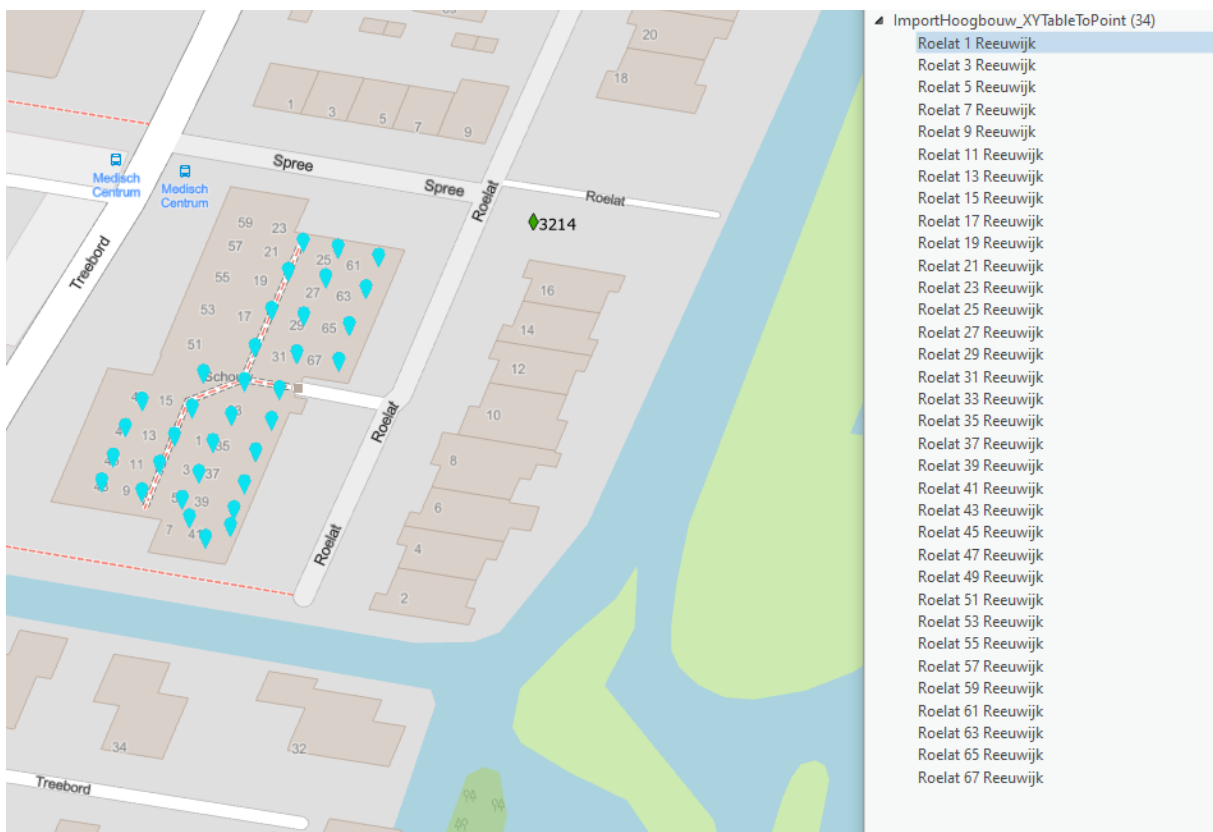 20
18
1
3
5
7
9
Spree
Spree
Roelat
Roelat
Medisch
Centrum
Medisch
Centrum
3214
Treebord
59
23
57
21
25
61
55
19
27
63
53
17
29
65
51
31
67
Schouw
15
13
35
11
3
37
9
39
7
41
Roelat
Roelat
16
14
12
10
8
6
4
2
34
32
Treebord
94
94
ImportHoogbouw_XYTableToPoint (34)
Roelat 1 Reeuwijk
Roelat 3 Reeuwijk
Roelat 5 Reeuwijk
Roelat 7 Reeuwijk
Roelat 9 Reeuwijk
Roelat 11 Reeuwijk
Roelat 13 Reeuwijk
Roelat 15 Reeuwijk
Roelat 17 Reeuwijk
Roelat 19 Reeuwijk
Roelat 21 Reeuwijk
Roelat 23 Reeuwijk
Roelat 25 Reeuwijk
Roelat 27 Reeuwijk
Roelat 29 Reeuwijk
Roelat 31 Reeuwijk
Roelat 33 Reeuwijk
Roelat 35 Reeuwijk
Roelat 37 Reeuwijk
Roelat 39 Reeuwijk
Roelat 41 Reeuwijk
Roelat 43 Reeuwijk
Roelat 45 Reeuwijk
Roelat 47 Reeuwijk
Roelat 49 Reeuwijk
Roelat 51 Reeuwijk
Roelat 53 Reeuwijk
Roelat 55 Reeuwijk
Roelat 57 Reeuwijk
Roelat 59 Reeuwijk
Roelat 61 Reeuwijk
Roelat 63 Reeuwijk
Roelat 65 Reeuwijk
Roelat 67 Reeuwijk